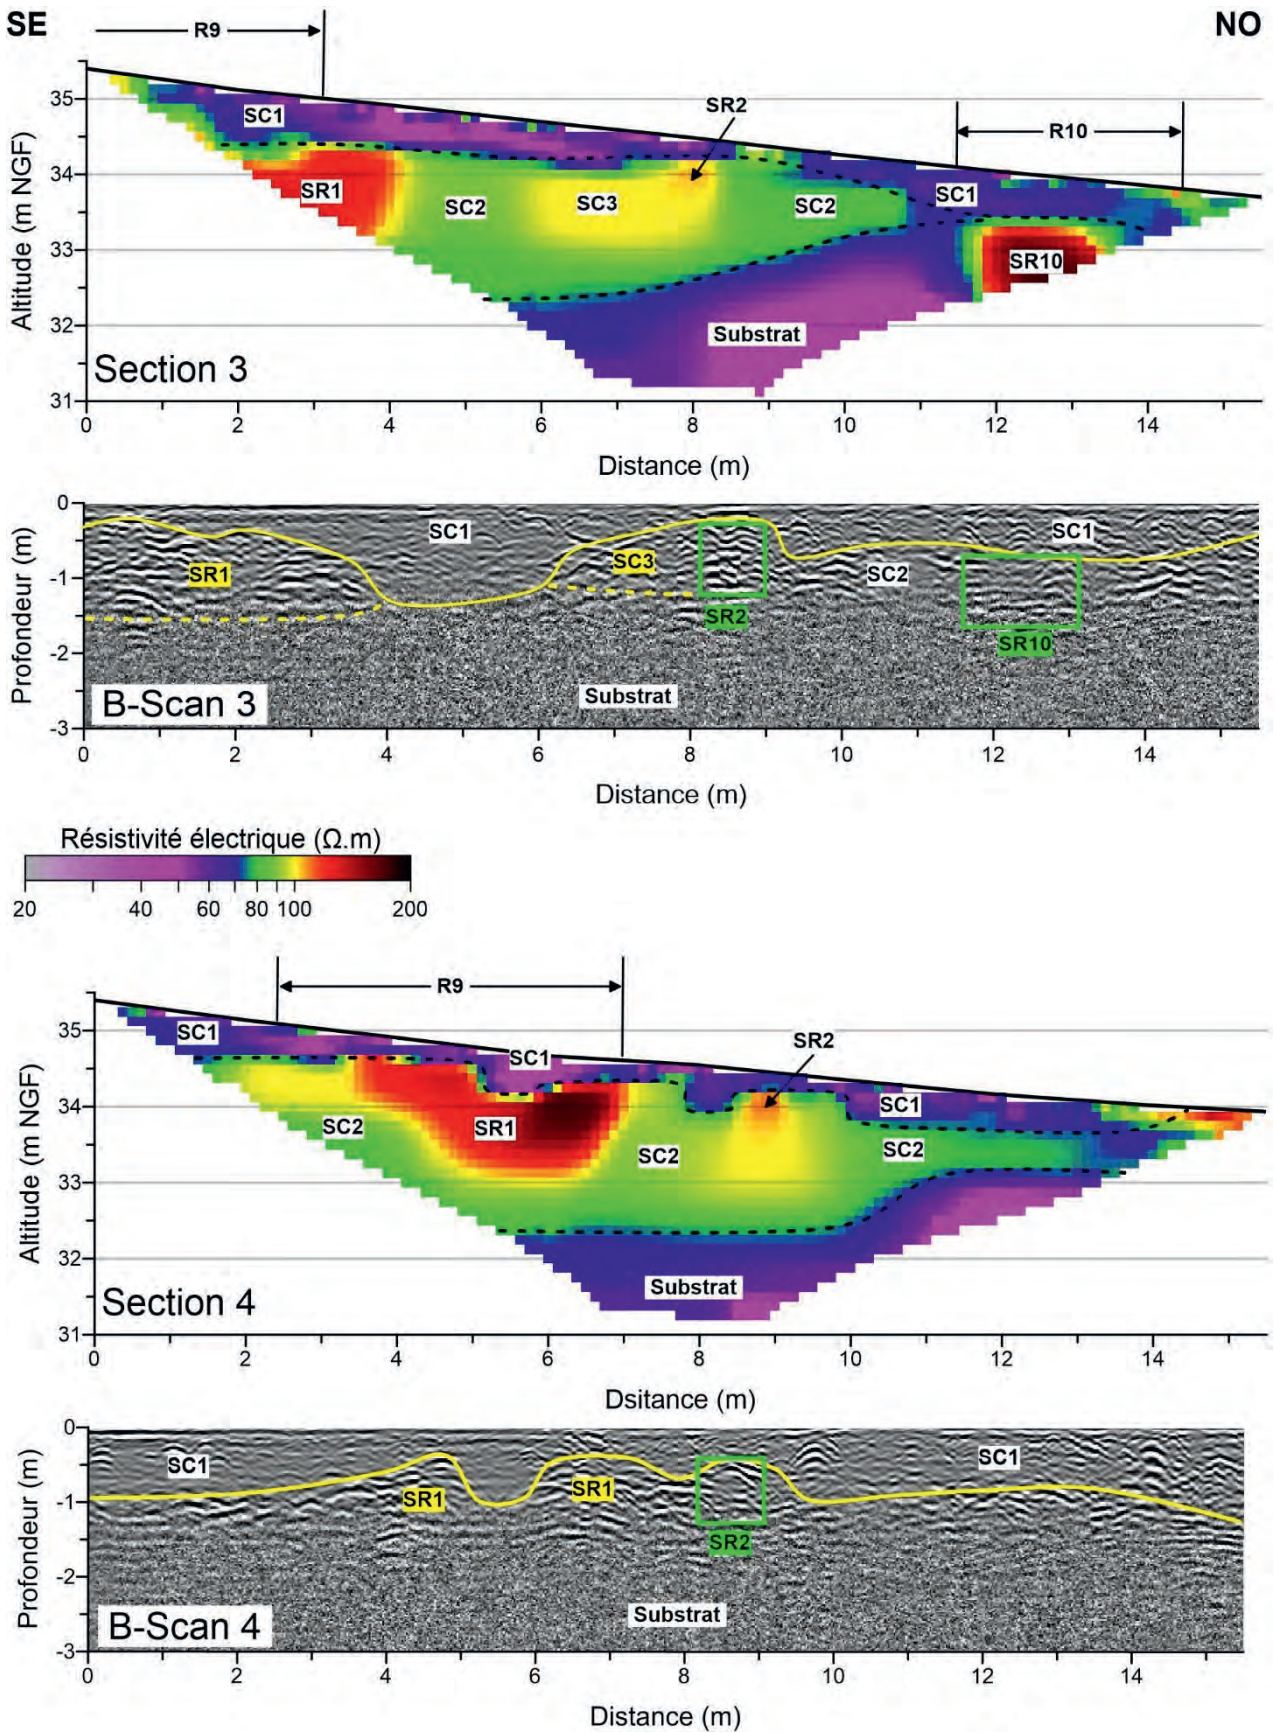 SE
R9
NO
SR2
R10
35
SC1
SC1
34
SR1
SC2
SC3
SC2
33
SR10
32
Substrat
Section 3
31
Altitude (m NGF)
0 2 4 6 8 10 12 14
Distance (m)
0
SC1
SC1
-1
SR1
SC3
SC2
SR2
SR10
-2
Substrat
B-Scan 3
-3
Profondeur (m)
0 2 4 6 8 10 12 14
Distance (m)
Résistivité électrique (Ω.m)
20 40 60 80 100 200
R9
35
SC1
SC1
SR2
34
SC1
SC2
SR1
SC2
SC2
33
32
Substrat
Section 4
31
Altitude (m NGF)
0 2 4 6 8 10 12 14
Dsitance (m)
0
SC1
SC1
-1
SR1
SR1
SR2
-2
Substrat
B-Scan 4
-3
Profondeur (m)
0 2 4 6 8 10 12 14
Distance (m)